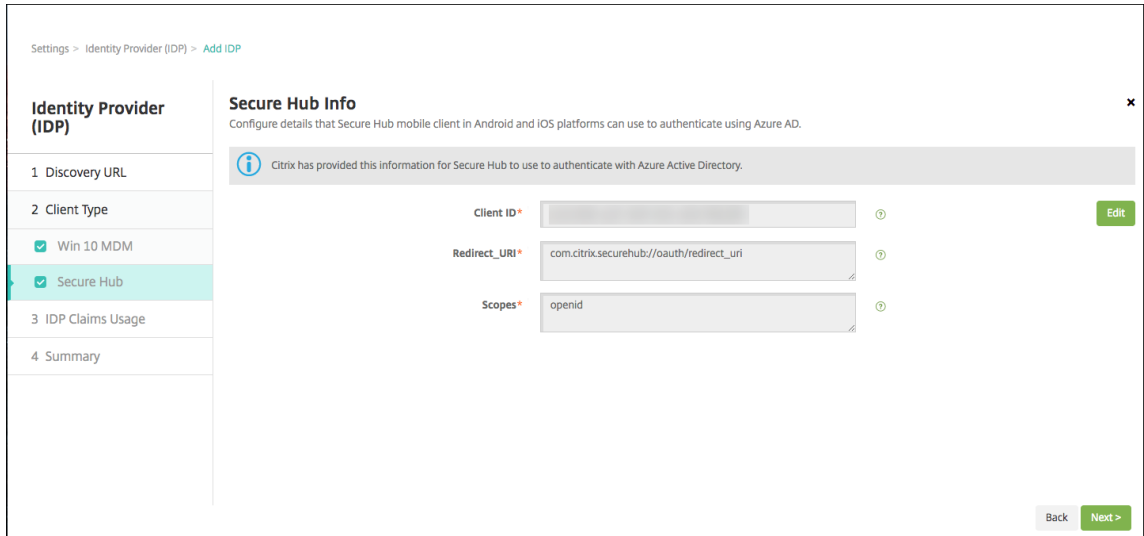 Settings > Identity Provider (IDP) > Add IDP
Identity Provider
(IDP)
1 Discovery URL
2 Client Type
Win 10 MDM
Secure Hub
3 IDP Claims Usage
4 Summary
Secure Hub Info
Configure details that Secure Hub mobile client in Android and iOS platforms can use to authenticate using Azure AD.
Citrix has provided this information for Secure Hub to use to authenticate with Azure Active Directory.
Client ID*
Edit
Redirect_URI*
com.citrix.securehub://oauth/redirect_uri
Scopes*
openid
Back
Next >